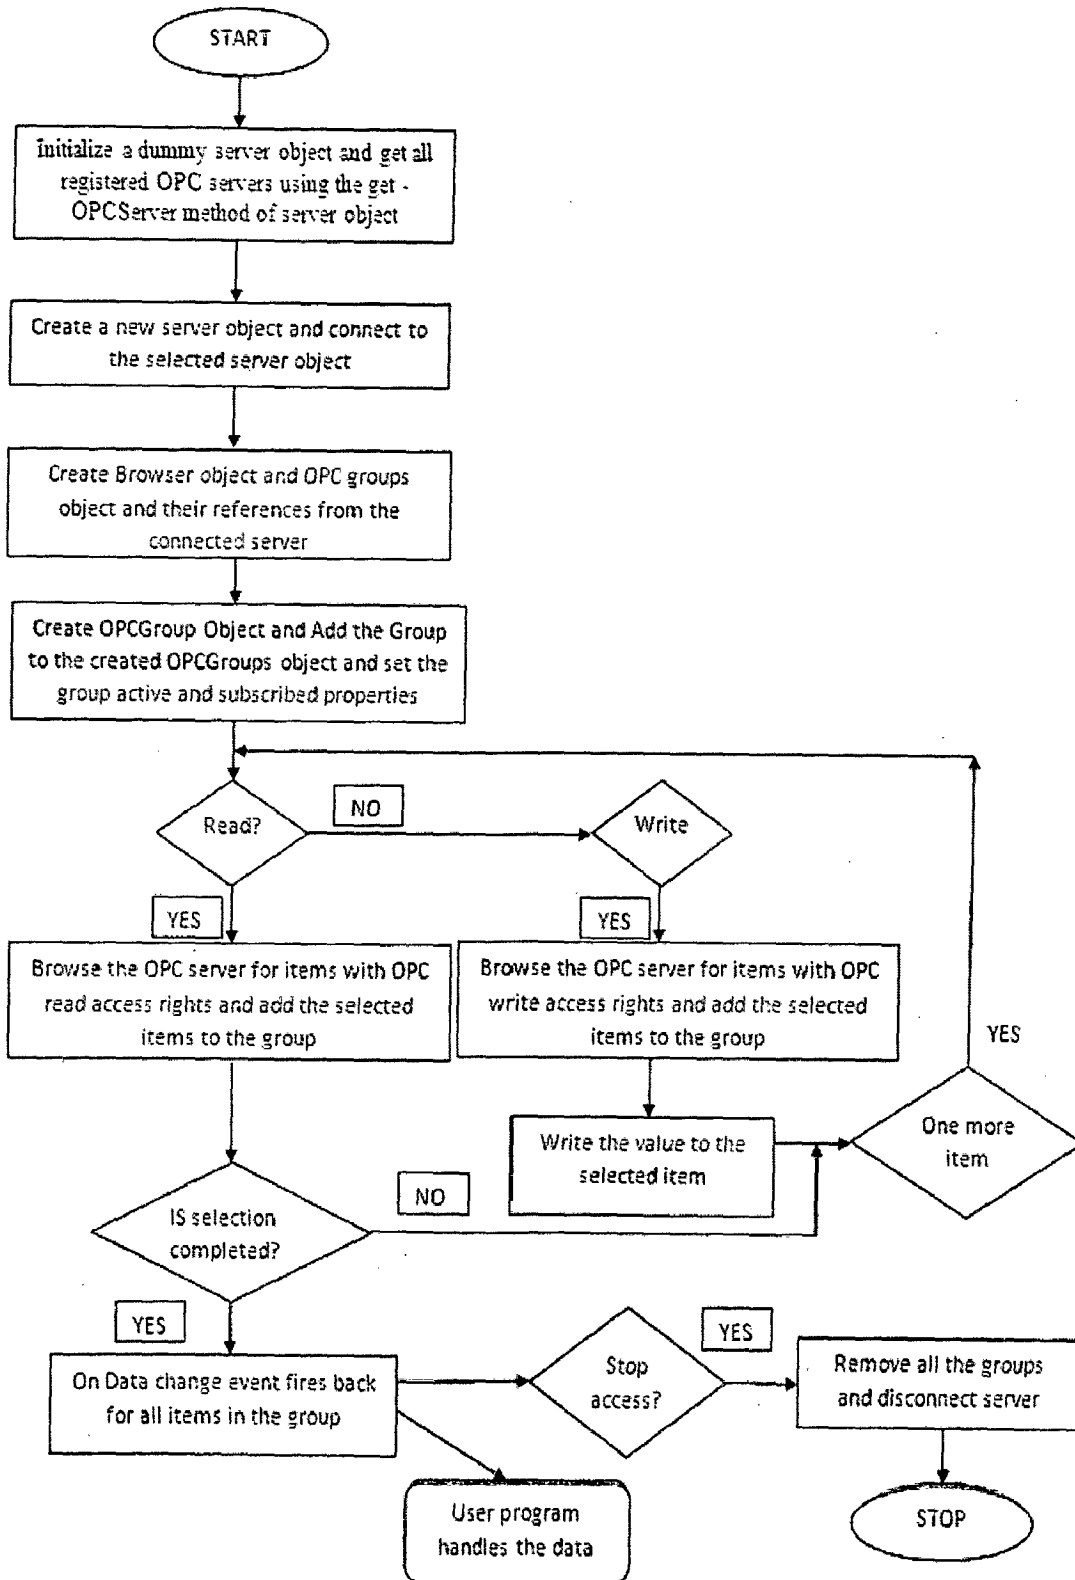 START
Initialize a dummy server object and get all
registered OPC servers using the get -
OPCServer method of server object
Create a new server object and connect to
the selected server object
Create Browser object and OPC groups
object and their references from the
connected server
Create OPCGroup Object and Add the Group
to the created OPCGroups object and set the
group active and subscribed properties
Read?
NO
Write
YES
YES
Browse the OPC server for items with OPC
read access rights and add the selected
items to the group
Browse the OPC server for items with OPC
write access rights and add the selected
items to the group
YES
Write the value to the
selected item
One more
item
IS selection
completed?
NO
YES
On Data change event fires back
for all items in the group
Stop
access?
YES
Remove all the groups
and disconnect server
User program
handles the data
STOP